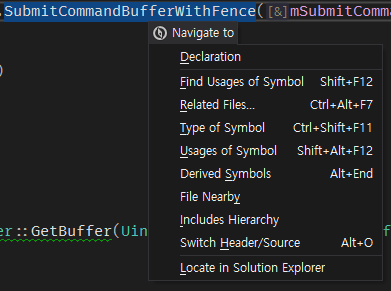 .SubmitCommandBufferWithFence([&]mSubmitComma
Navigate to
Declaration
)
Find Usages of Symbol Shift+F12
Related Files... Ctrl+Alt+F7
Type of Symbol Ctrl+Shift+F11
Usages of Symbol Shift+Alt+F12
Derived Symbols Alt+End
File Nearby
Includes Hierarchy
er::GetBuffer(Uin
Switch Header/Source Alt+O
Locate in Solution Explorer